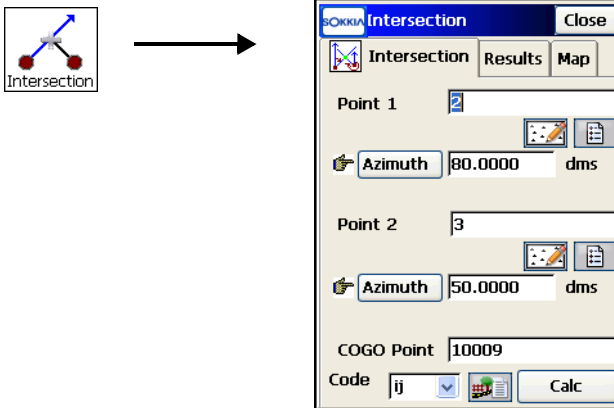 Intersection
SOKKIA Intersection Close
Intersection Results Map
Point 1 2
Azimuth 80.0000 dms
Point 2 3
Azimuth 50.0000 dms
COGO Point 10009
Code ij Calc